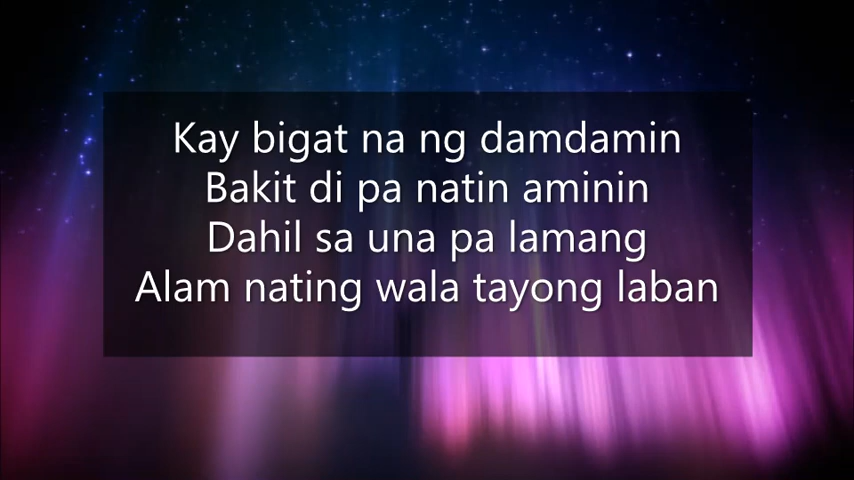 Kay bigat na ng damdamin
Bakit di pa natin aminin
Dahil sa una pa lamang
Alam nating wala tayong laban